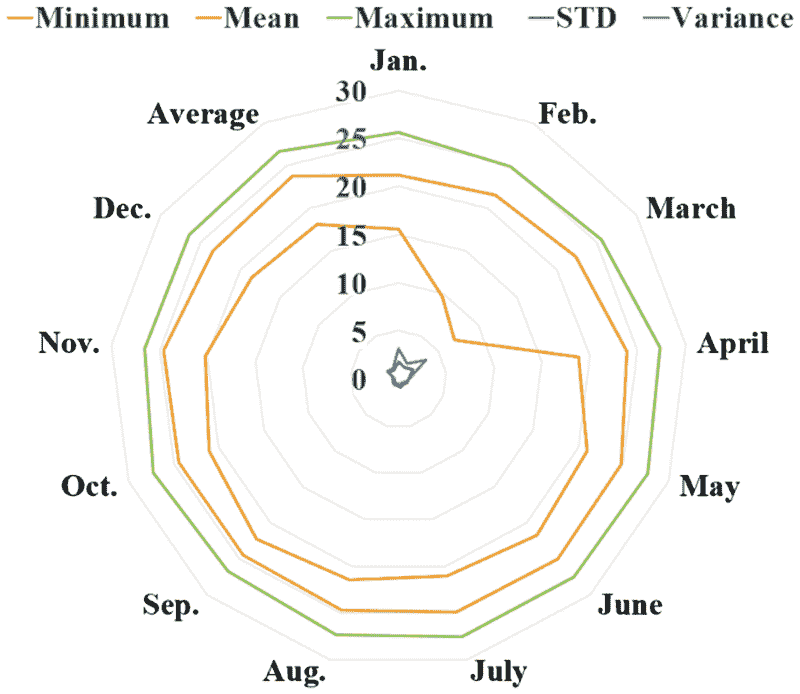 Minimum Mean Maximum STD Variance
Jan.
30
Feb.
Average
25
20
Dec.
March
15
10
5
Nov.
April
0
Oct.
May
Sep.
June
Aug.
July